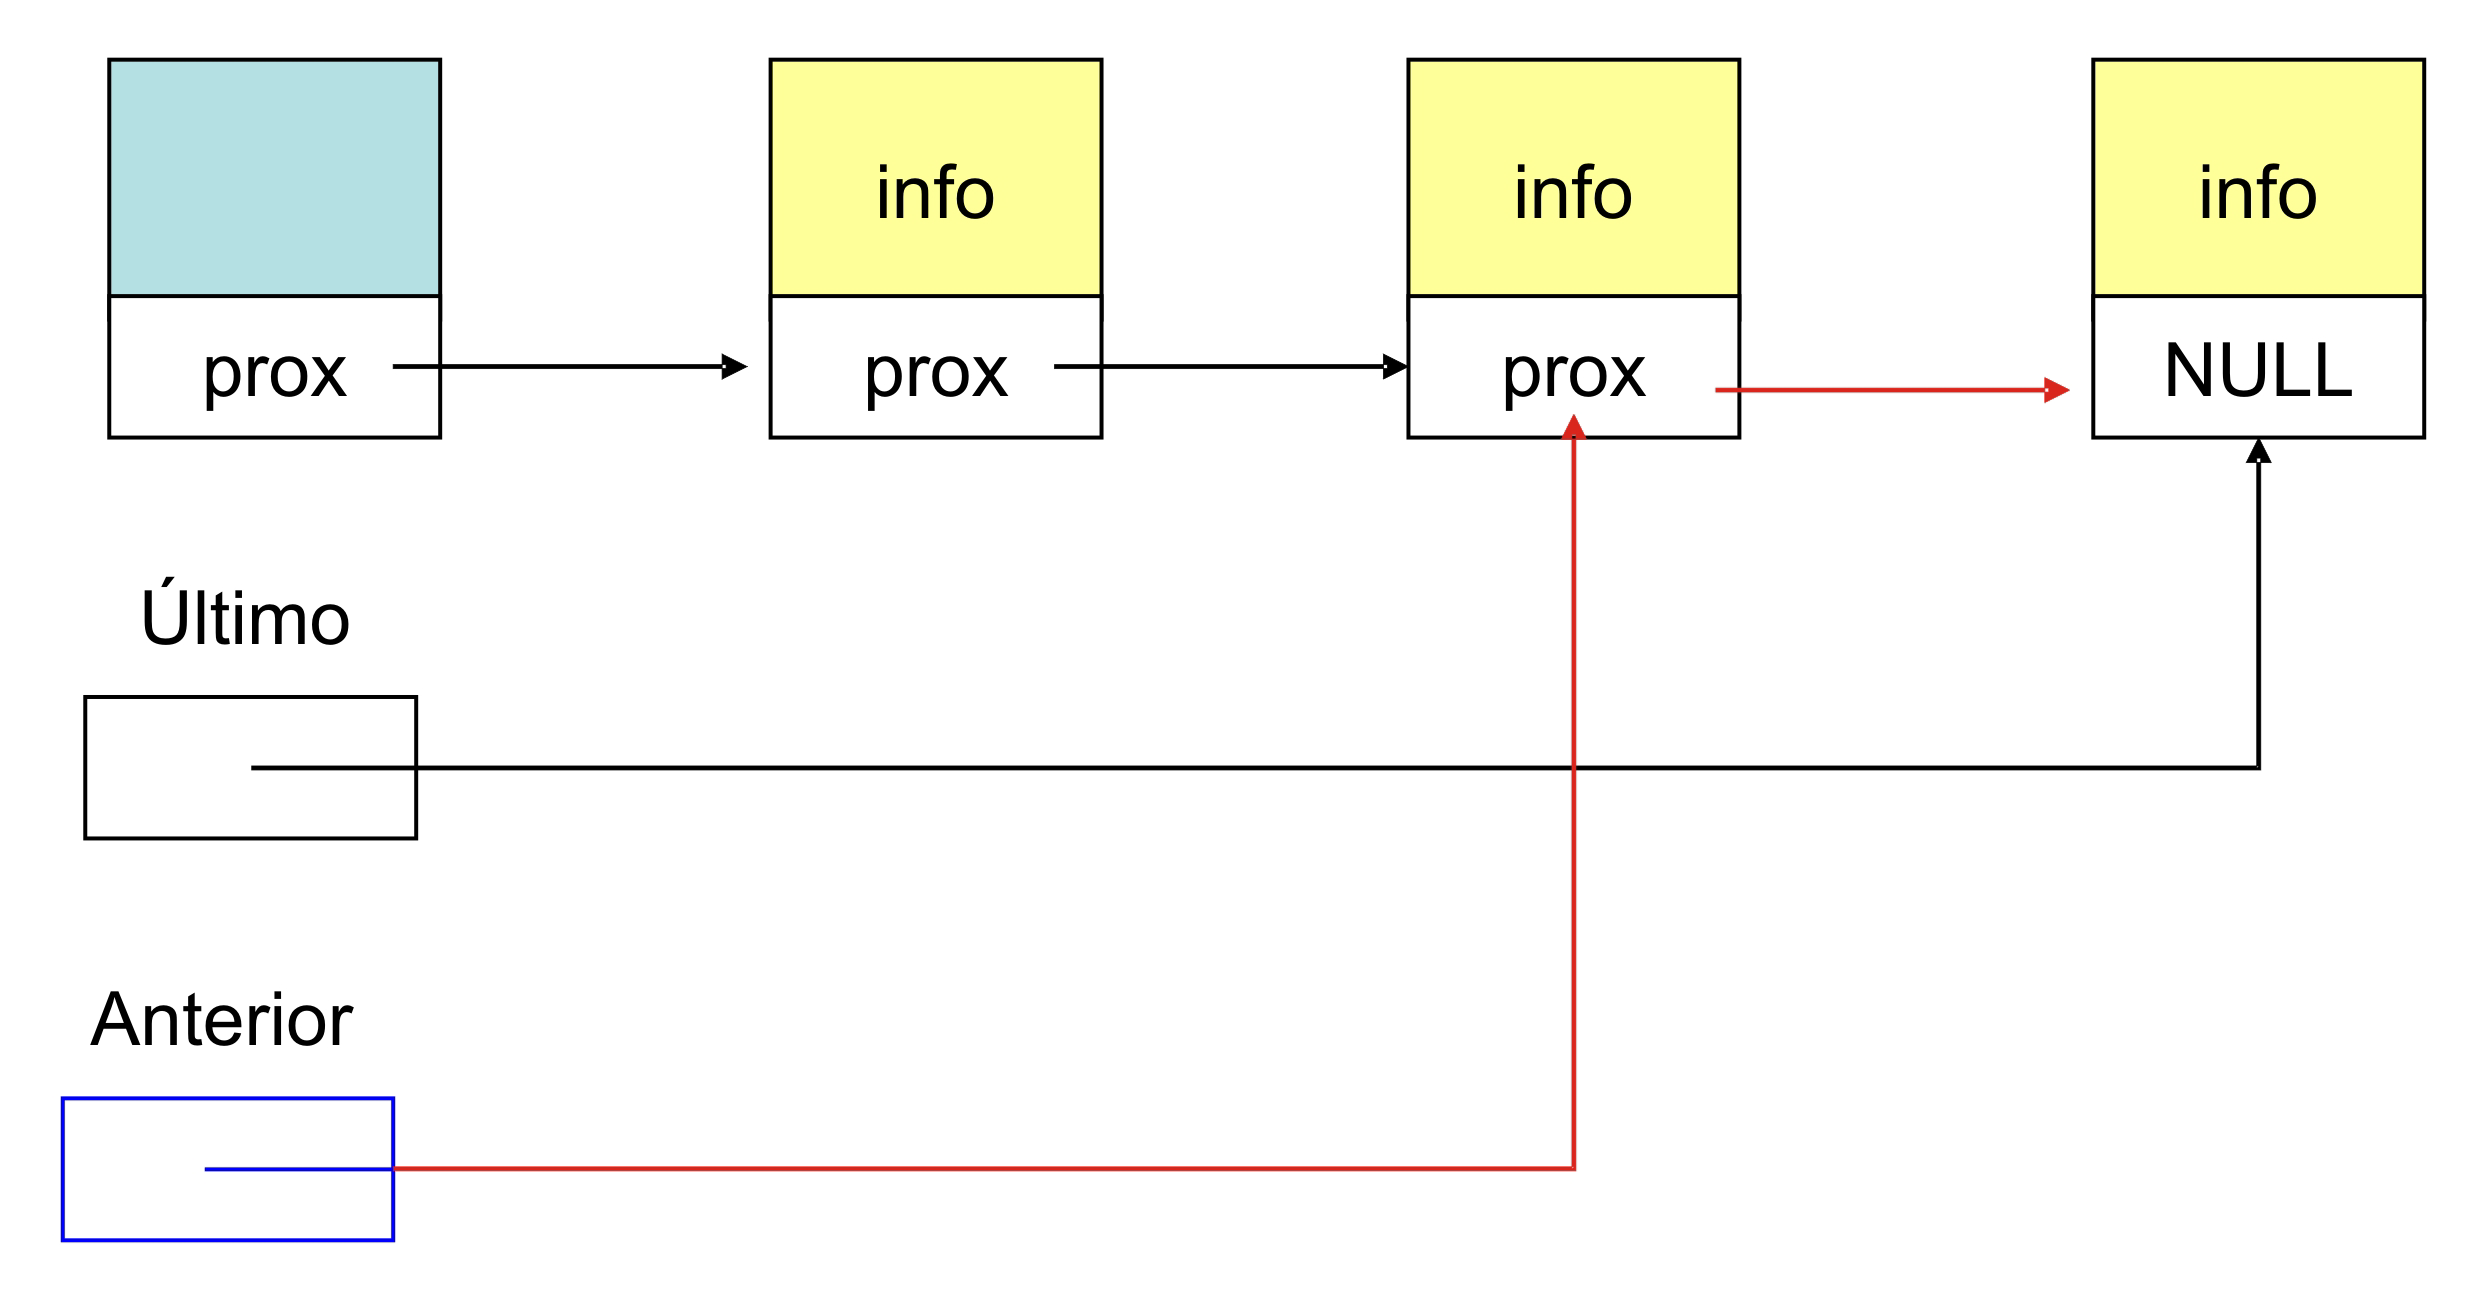 info
info
info
prox
prox
prox
NULL
Último
Anterior